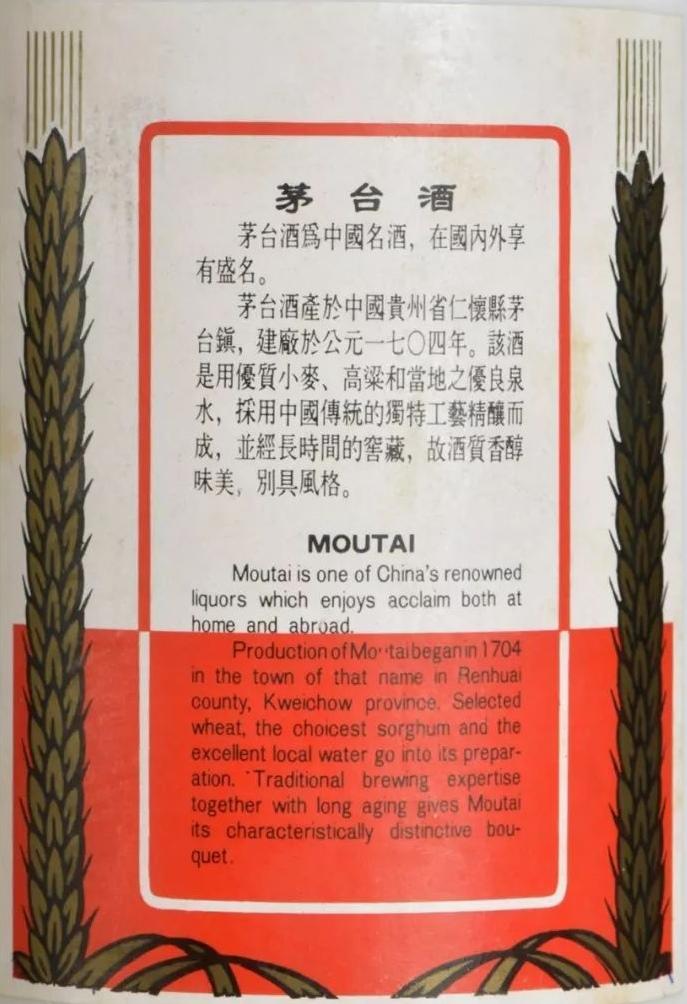 茅台酒
茅台酒爲中國名酒，在國內外享
有盛名。
茅台酒產於中國貴州省仁懷縣茅
台鎭，建廠於公元一七〇四年。該酒
是用優質小麥、高粱和當地之優良泉
水，採用中國傳統的獨特工藝精釀而
成，並經長時間的窖藏，故酒質香醇
味美，別具風格。
MOUTAI
Moutai is one of China's renowned
liquors which enjoys acclaim both at
home and abroad.
Production of Moutai began in 1704
in the town of that name in Renhuai
county, Kweichow province. Selected
wheat, the choicest sorghum and the
excellent local water go into its prepar-
ation. Traditional brewing expertise
together with long aging gives Moutai
its characteristically distinctive bou-
quet.